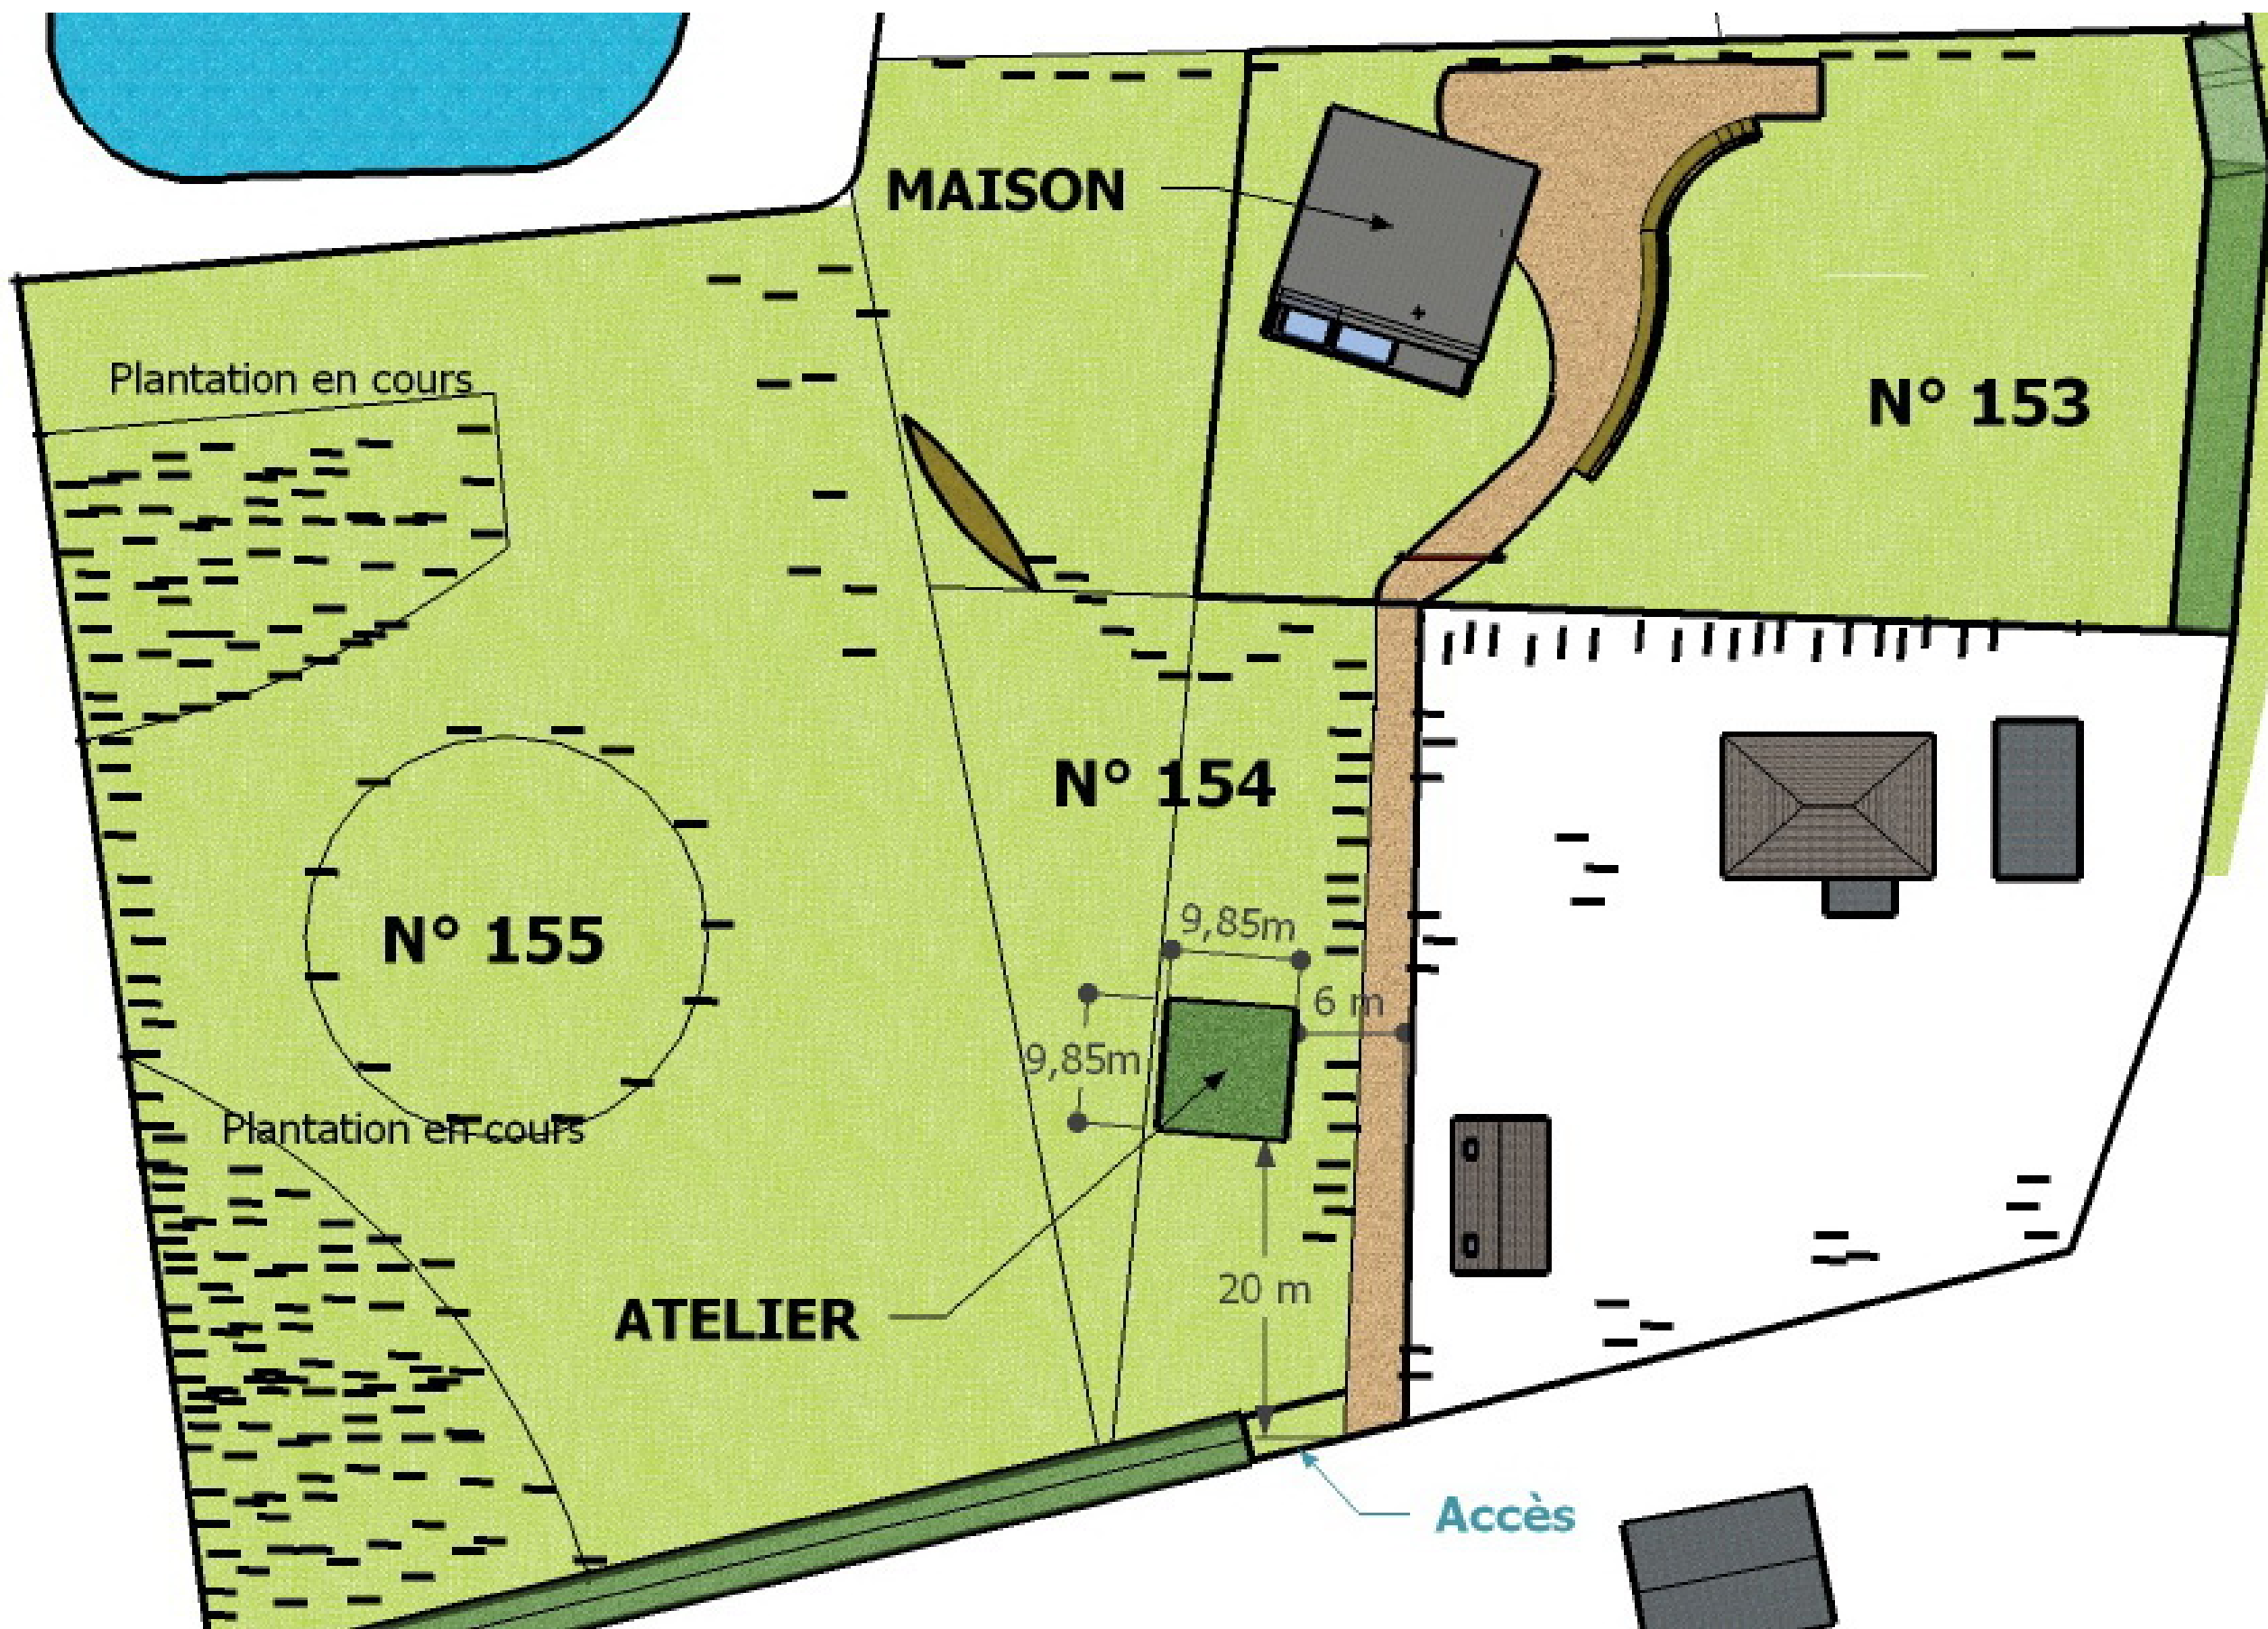 MAISON
Plantation en cours
N° 153
N° 154
9,85m
N° 155
6 m
9,85m
Plantation en cours
20 m
ATELIER
Accès